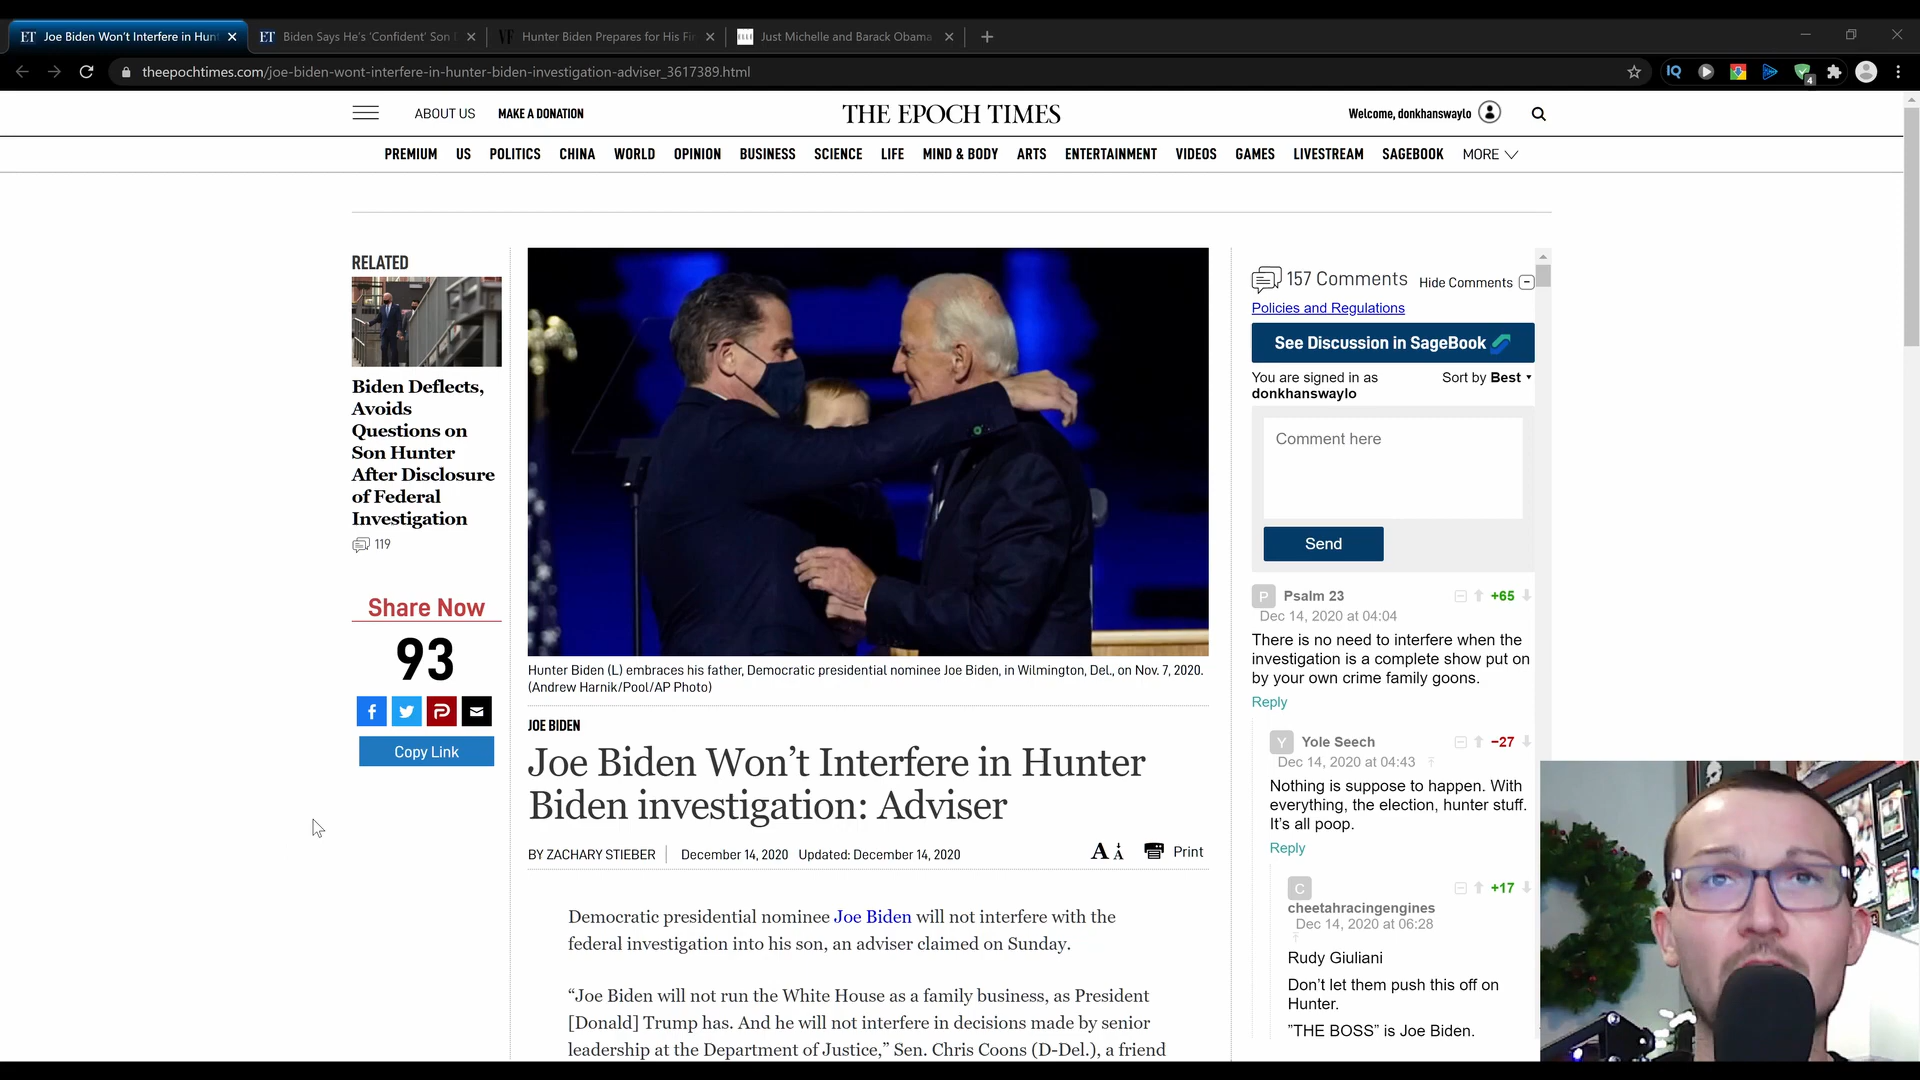 Joe Biden Won't Interfere in Hun
Biden Says He's 'Confident' Son
Hunter Biden Prepares for His Fi
Just Michelle and Barack Obama
theepochtimes.com/joe-biden-wont-interfere-in-hunter-biden-investigation-adviser_3617389.html
ABOUT US
MAKE A DONATION
THE EPOCH TIMES
Welcome, donkhanswaylo
PREMIUM US POLITICS CHINA WORLD OPINION BUSINESS SCIENCE LIFE MIND & BODY ARTS ENTERTAINMENT VIDEOS GAMES LIVESTREAM SAGEBOOK MORE
RELATED
Biden Deflects,
Avoids
Questions on
Son Hunter
After Disclosure
of Federal
Investigation
119
Share Now
93
Copy Link
Hunter Biden (L) embraces his father, Democratic presidential nominee Joe Biden, in Wilmington, Del., on Nov. 7, 2020.
(Andrew Harnik/Pool/AP Photo)
JOE BIDEN
Joe Biden Won't Interfere in Hunter
Biden investigation: Adviser
BY ZACHARY STIEBER
December 14, 2020 Updated: December 14, 2020
Print
Democratic presidential nominee Joe Biden will not interfere with the
federal investigation into his son, an adviser claimed on Sunday.
“Joe Biden will not run the White House as a family business, as President
[Donald] Trump has. And he will not interfere in decisions made by senior
leadership at the Department of Justice,” Sen. Chris Coons (D-Del.), a friend
157 Comments
Hide Comments
Policies and Regulations
See Discussion in SageBook
You are signed in as
donkhanswaylo
Sort by Best
Comment here
Send
P Psalm 23 +65
Dec 14, 2020 at 04:04
There is no need to interfere when the
investigation is a complete show put on
by your own crime family goons.
Reply
Y Yole Seech −27
Dec 14, 2020 at 04:43
Nothing is suppose to happen. With
everything, the election, hunter stuff.
It's all poop.
Reply
C +17
cheetahracingengines
Dec 14, 2020 at 06:28
Rudy Giuliani
Don't let them push this off on
Hunter.
"THE BOSS" is Joe Biden.